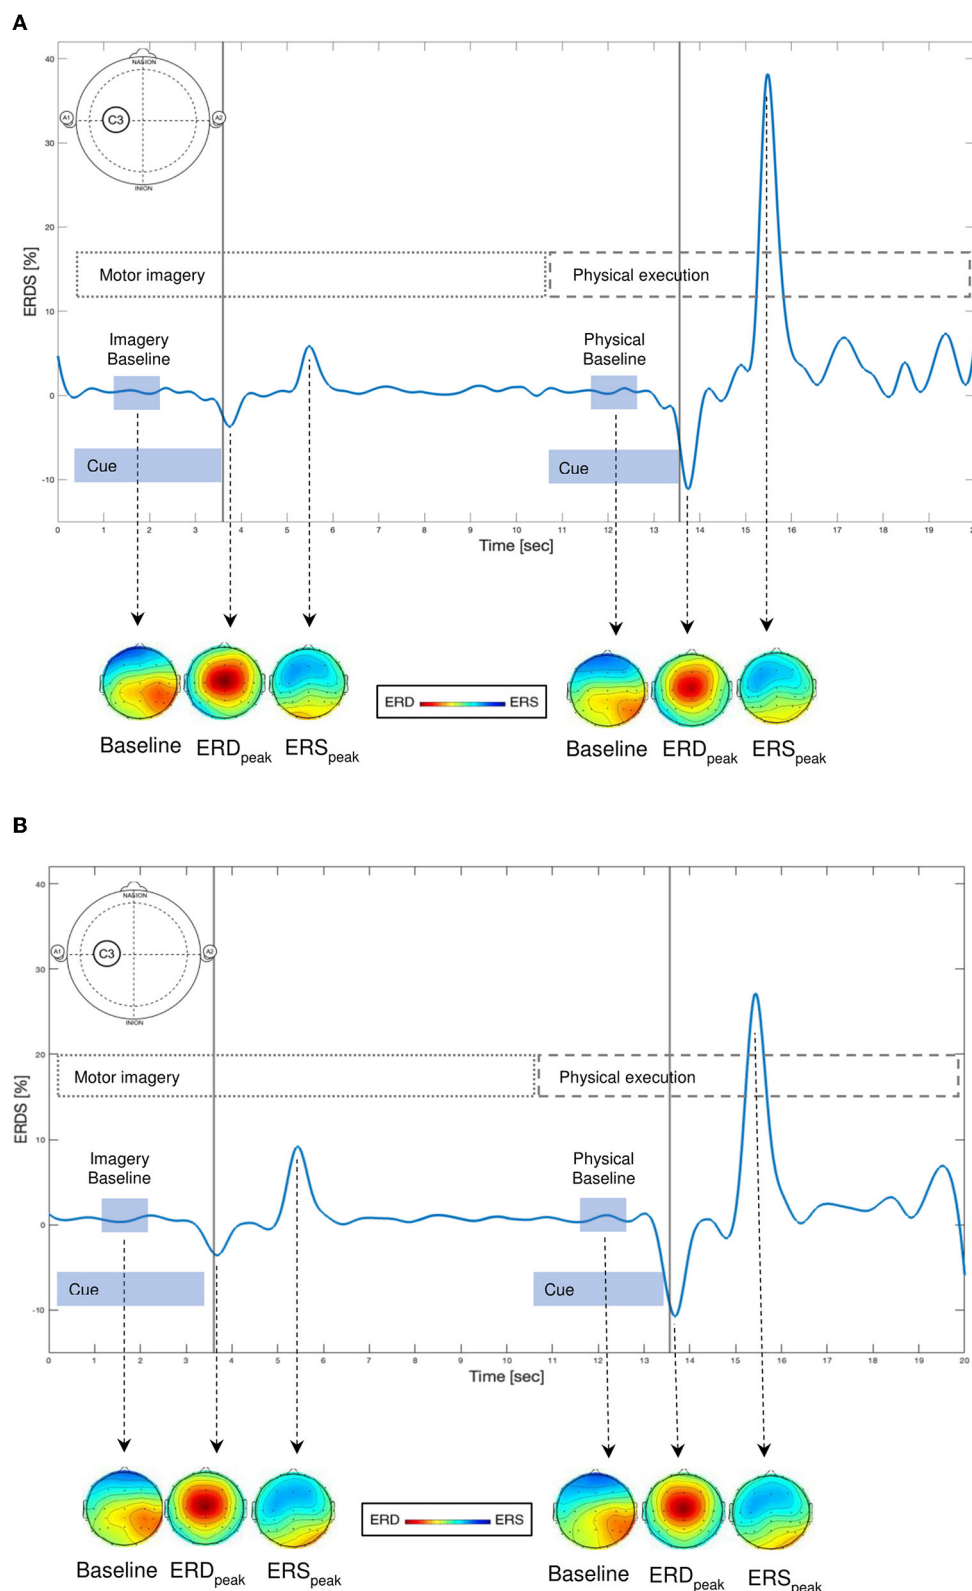 A
40
30
20
10
0
-10
ERDS [%]
NASION
A1
C3
A2
INION
Motor imagery
Physical execution
Imagery
Baseline
Physical
Baseline
Cue
Cue
0 1 2 3 4 5 6 7 8 9 10 11 12 13 14 15 16 17 18 19 2
Time [sec]
ERD ERS
Baseline ERDpeak ERSpeak
Baseline ERDpeak ERSpeak
B
40
30
20
10
0
-10
ERDS [%]
NASION
A1
C3
A2
INION
Motor imagery
Physical execution
Imagery
Baseline
Physical
Baseline
Cue
Cue
0 1 2 3 4 5 6 7 8 9 10 11 12 13 14 15 16 17 18 19 20
Time [sec]
ERD ERS
Baseline ERDpeak ERSpeak
Baseline ERDpeak ERSpeak